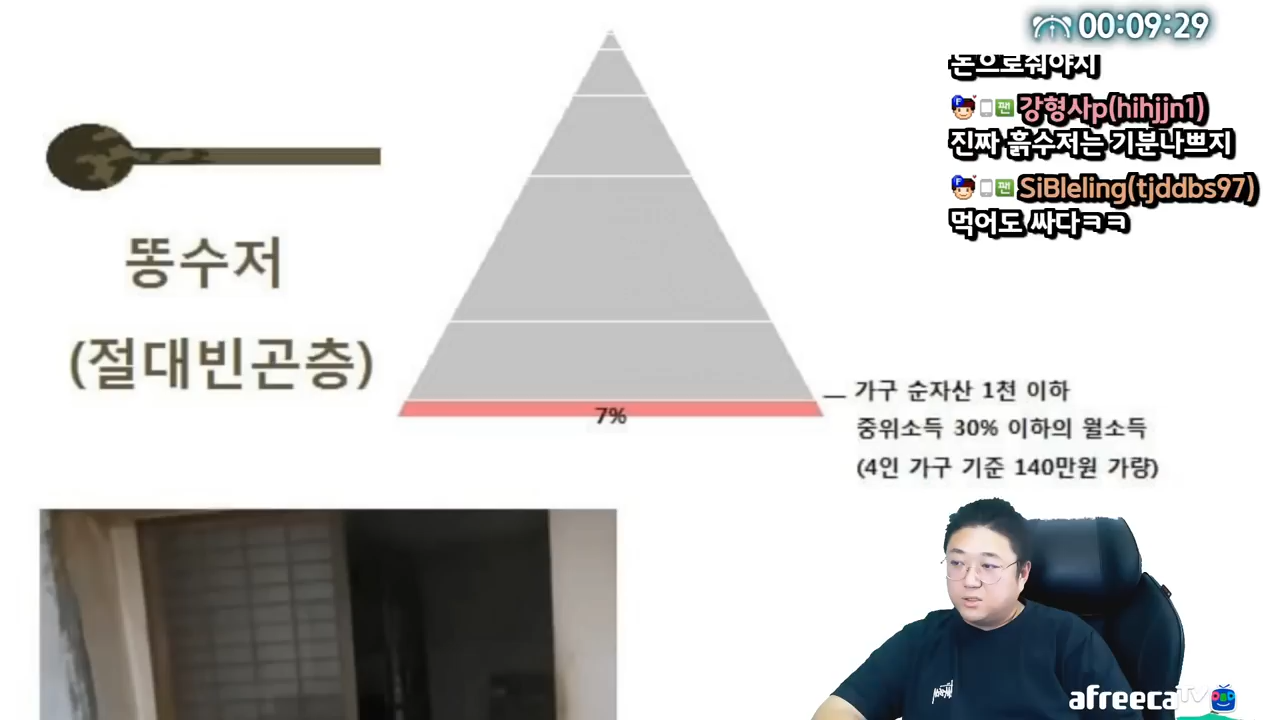 00:09:29
돈으로줘야지
강형사p(hihjjn1)
진짜 흙수저는 기분나쁘지
SiBleling(tjddbs97)
먹어도 싸다ㅋㅋ
똥수저
(절대빈곤층)
7%
가구 순자산 1천 이하
중위소득 30% 이하의 월소득
(4인 가구 기준 140만원 가량)
afreecaTV